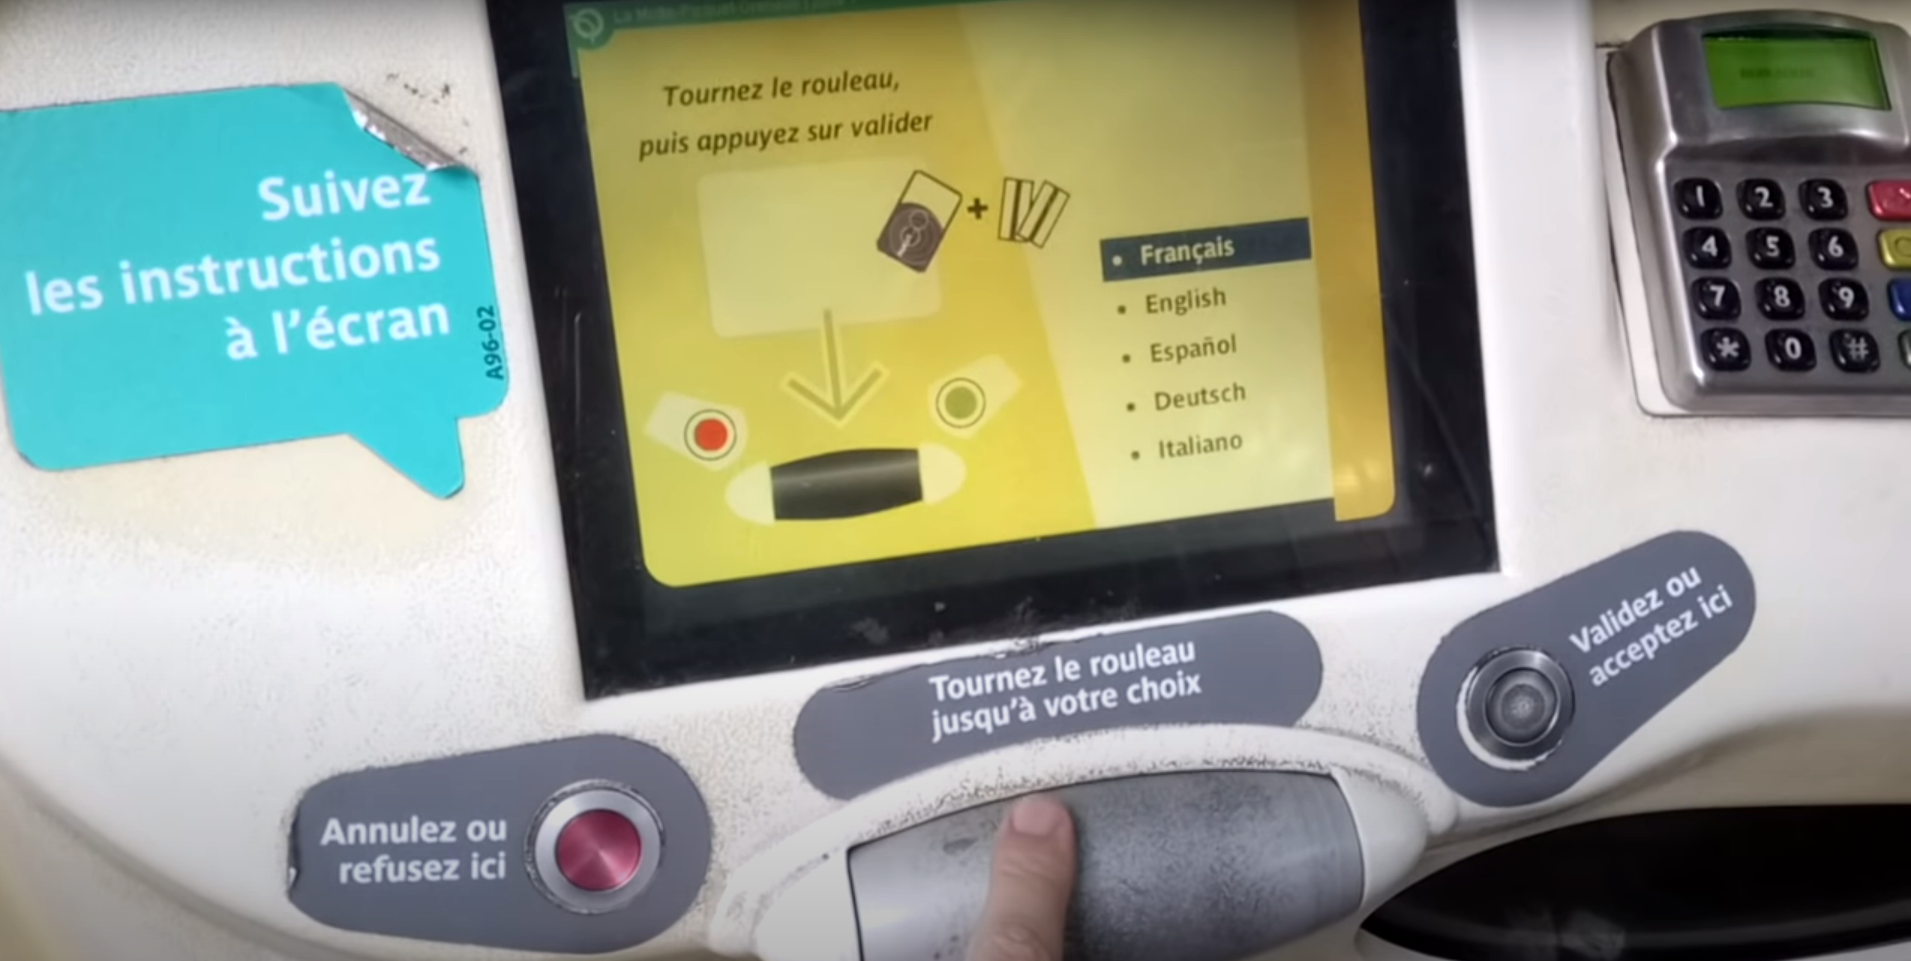 Suivez
les instructions
à l'écran
A96-02
Tournez le rouleau,
puis appuyez sur valider
+
• Français
• English
• Español
• Deutsch
• Italiano
1 2 3
4 5 6
7 8 9
* 0 #
Tournez le rouleau
jusqu'à votre choix
Validez ou
acceptez ici
Annulez ou
refusez ici